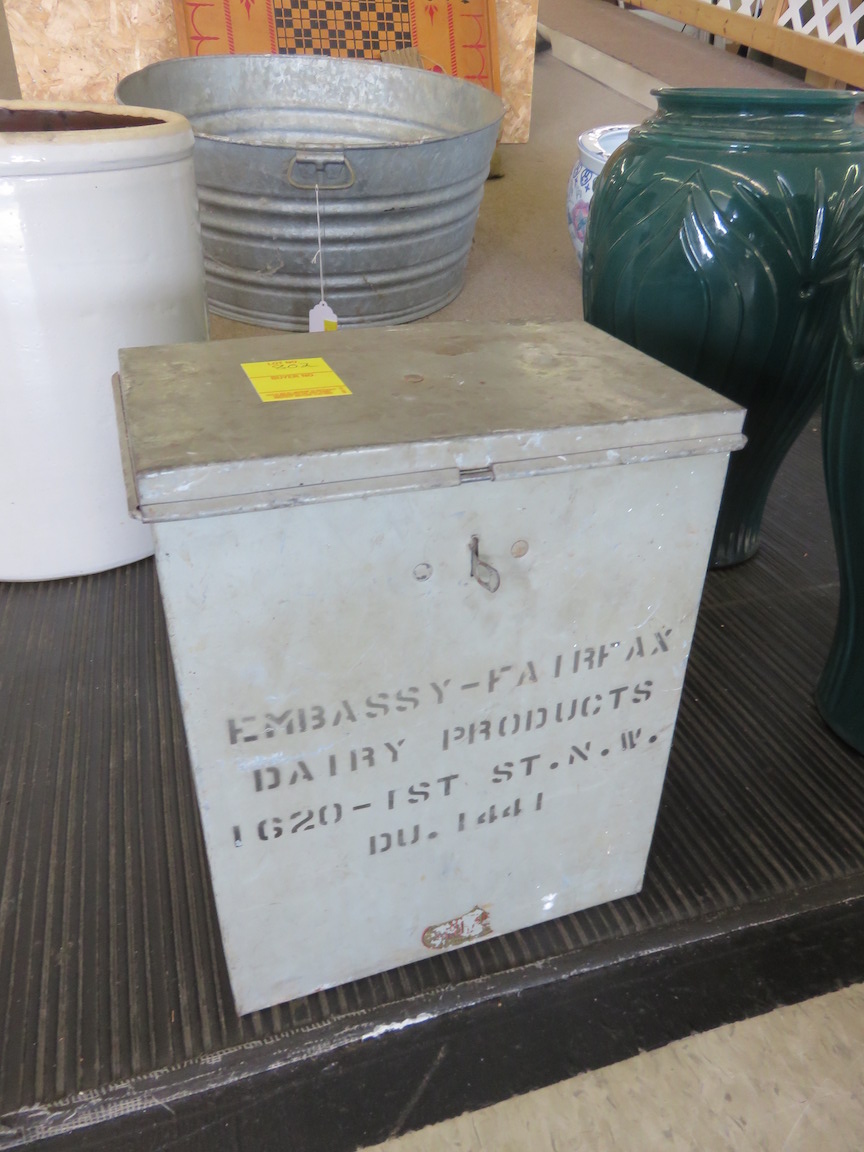 EMBASSY-FAIRFAX
DAIRY PRODUCTS
1620-1ST ST.N.W.
DU.1441